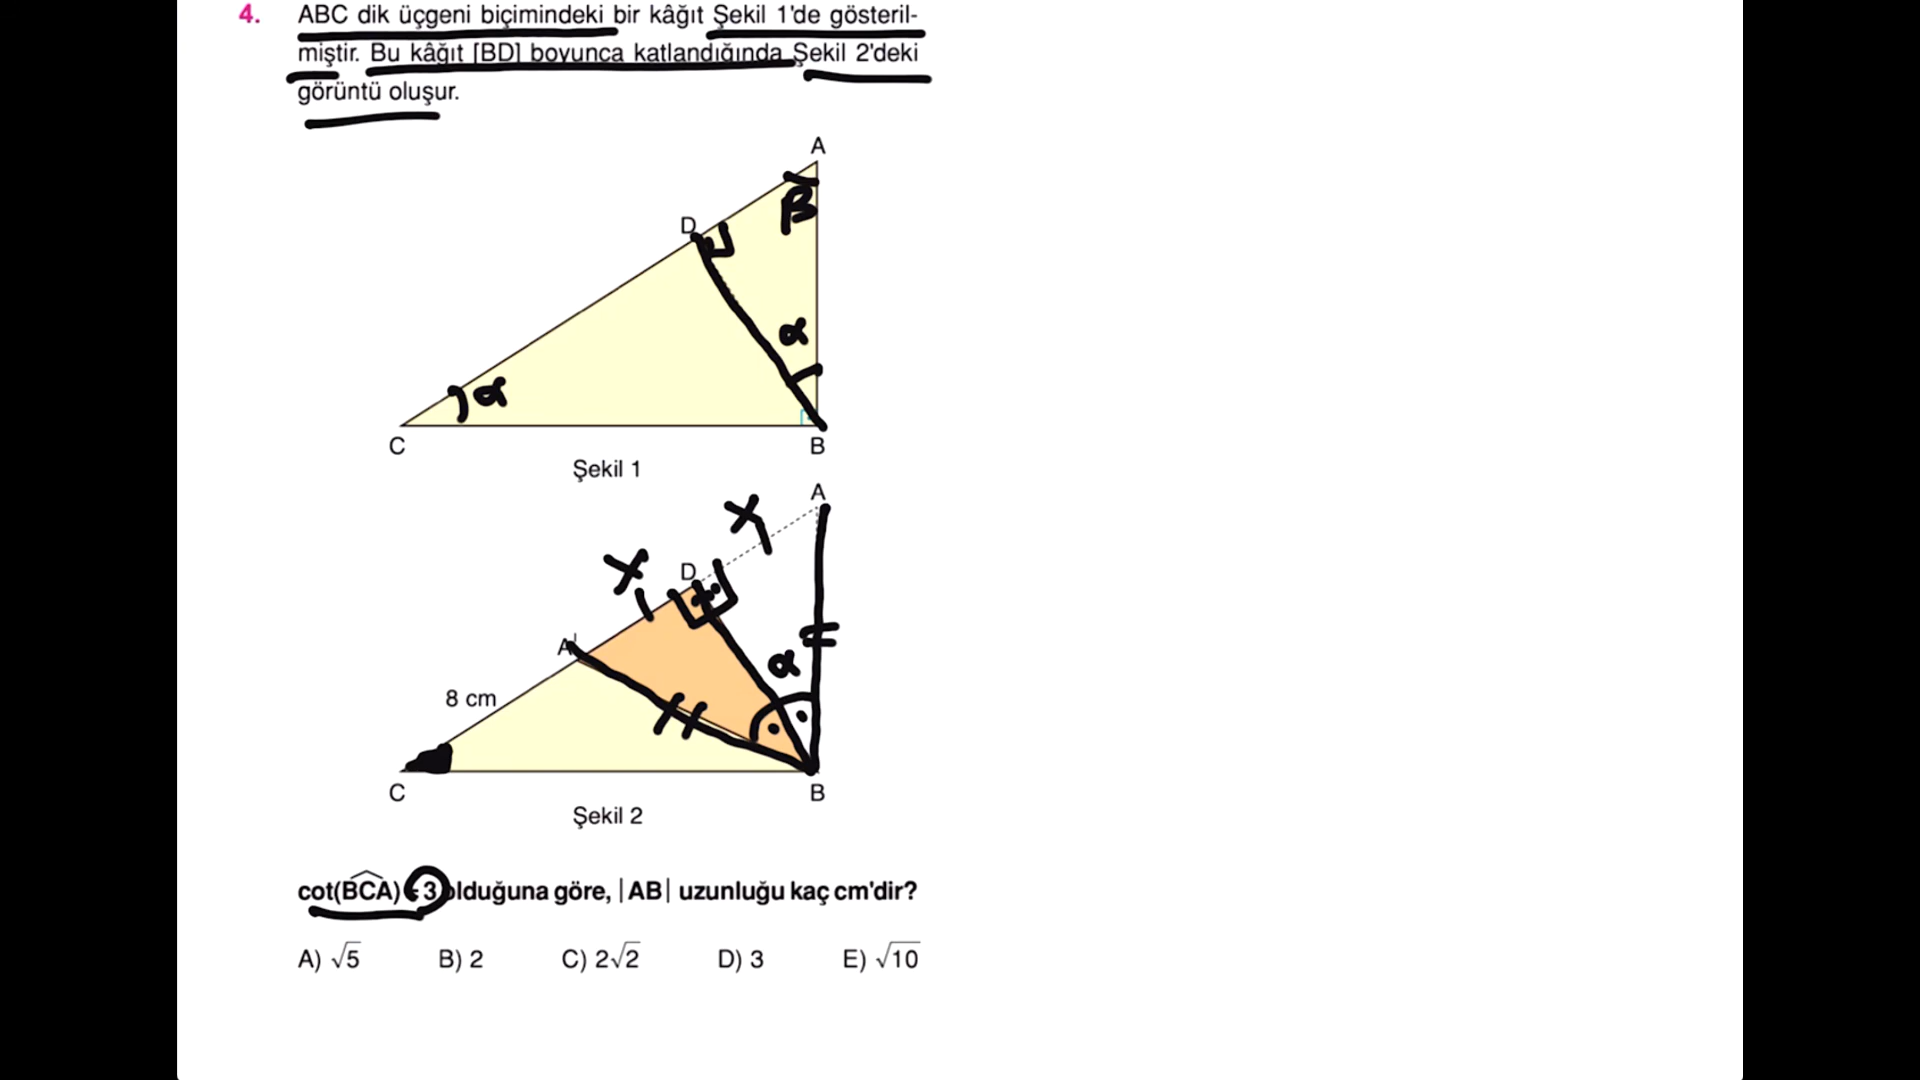 4. ABC dik üçgeni biçimindeki bir kâğıt Şekil 1'de gösteril-
miştir. Bu kâğıt [BD] boyunca katlandığında Şekil 2'deki
görüntü oluşur.
A
β
D
α
α
C
B
Şekil 1
A
x
x
D
A'
α
8 cm
C
B
Şekil 2
cot(BCA) = 3 olduğuna göre, |AB| uzunluğu kaç cm'dir?
A) √5 B) 2 C) 2√2 D) 3 E) √10